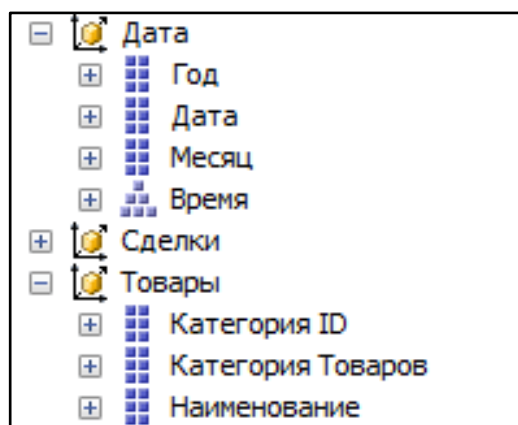 Дата
Год
Дата
Месяц
Время
Сделки
Товары
Категория ID
Категория Товаров
Наименование